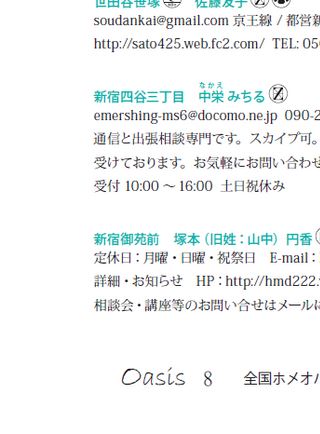 世田谷笹塚 佐藤友子
soudankai@gmail.com 京王線 / 都営新
http://sato425.web.fc2.com/ TEL: 05
なかえ
新宿四谷三丁目 中栄 みちる
emershing-ms6@docomo.ne.jp 090-2
通信と出張相談専門です。スカイプ可。
受けております。お気軽にお問い合わせ
受付 10:00 〜 16:00 土日祝休み
新宿御苑前 塚本（旧姓：山中）円香
定休日：月曜・日曜・祝祭日 E-mail：
詳細・お知らせ HP：http://hmd222.
相談会・講座等のお問い合せはメールに
Oasis 8 全国ホメオパ